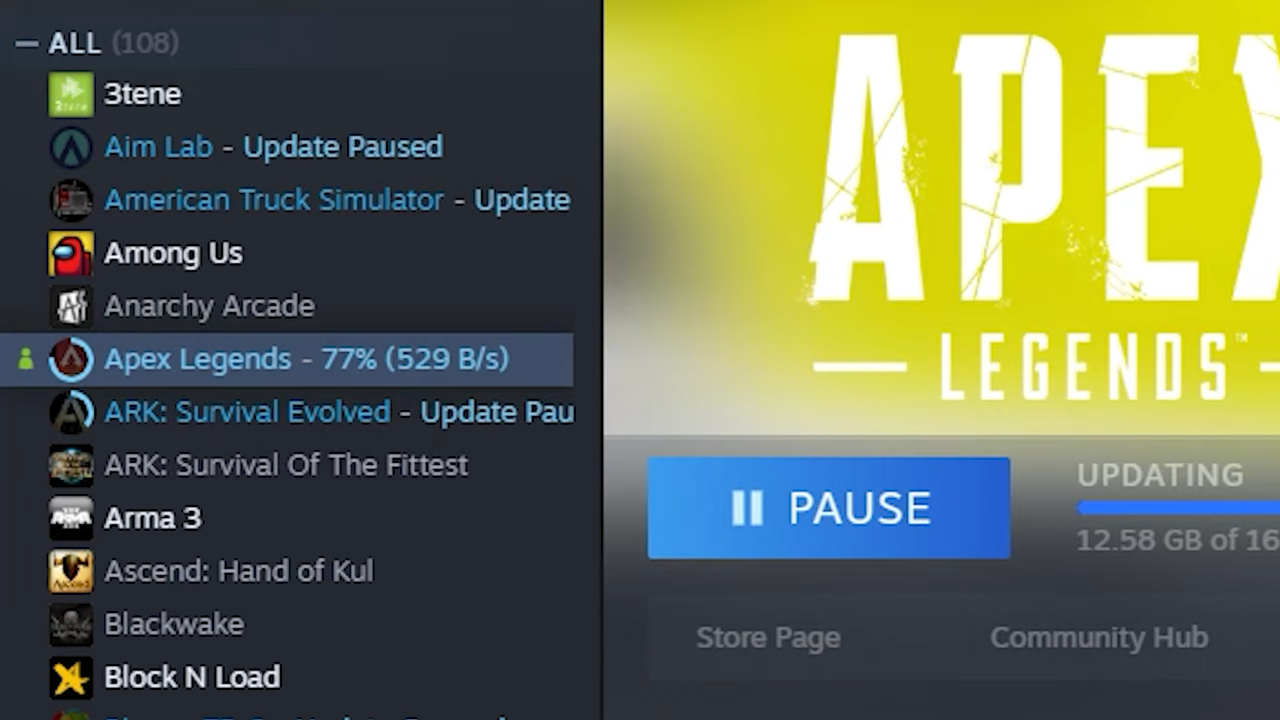 — ALL (108)
3tene
Aim Lab - Update Paused
American Truck Simulator - Update
Among Us
Anarchy Arcade
Apex Legends - 77% (529 B/s)
ARK: Survival Evolved - Update Pau
ARK: Survival Of The Fittest
Arma 3
Ascend: Hand of Kul
Blackwake
Block N Load
APEX
LEGENDS™
PAUSE
UPDATING
12.58 GB of 16
Store Page
Community Hub